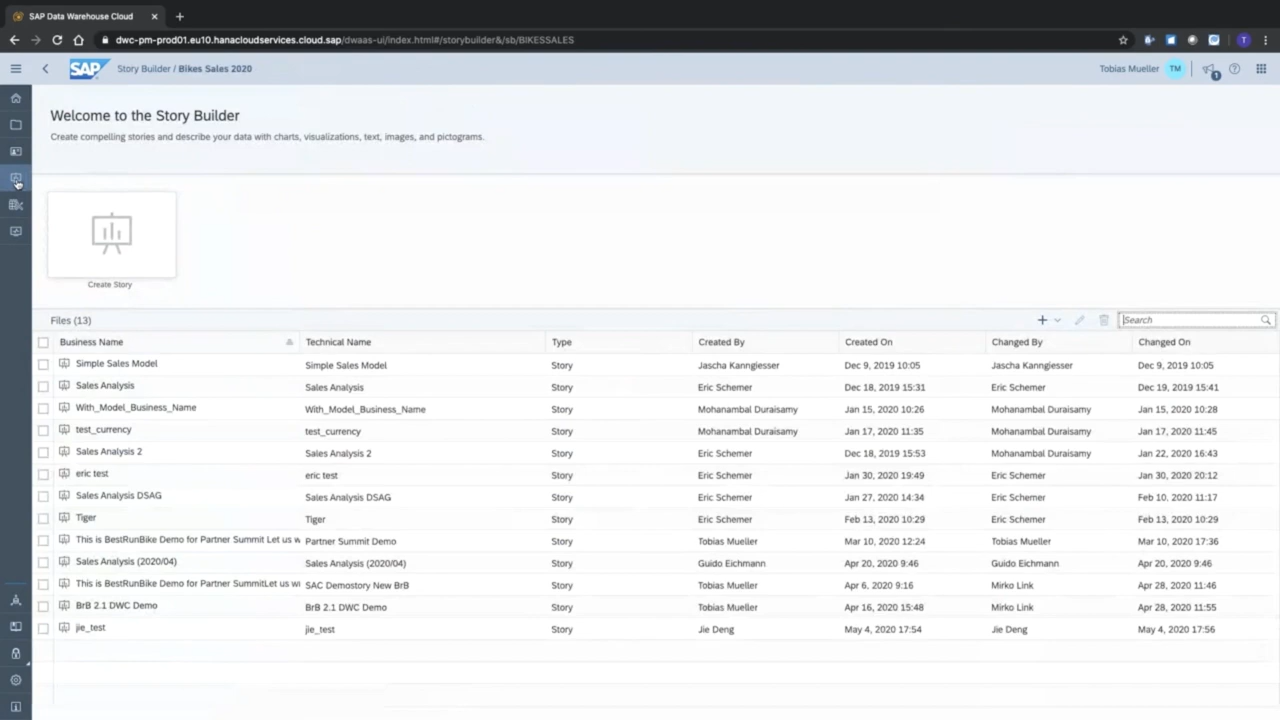 SAP Data Warehouse Cloud
dwc-pm-prod01.eu10.hanacloudservices.cloud.sap/dwaas-ui/index.html#/storybuilder&/sb/BIKESSALES
T
SAP Story Builder / Bikes Sales 2020 Tobias Mueller TM 1
Welcome to the Story Builder
Create compelling stories and describe your data with charts, visualizations, text, images, and pictograms.
Create Story
Files (13) Search
Business Name Technical Name Type Created By Created On Changed By Changed On
Simple Sales Model Simple Sales Model Story Jascha Kanngiesser Dec 9, 2019 10:05 Jascha Kanngiesser Dec 9, 2019 10:05
Sales Analysis Sales Analysis Story Eric Schemer Dec 18, 2019 15:31 Eric Schemer Dec 19, 2019 15:41
With_Model_Business_Name With_Model_Business_Name Story Mohanambal Duraisamy Jan 15, 2020 10:26 Mohanambal Duraisamy Jan 15, 2020 10:28
test_currency test_currency Story Mohanambal Duraisamy Jan 17, 2020 11:35 Mohanambal Duraisamy Jan 17, 2020 11:45
Sales Analysis 2 Sales Analysis 2 Story Eric Schemer Dec 18, 2019 15:53 Mohanambal Duraisamy Jan 22, 2020 16:43
eric test eric test Story Eric Schemer Jan 30, 2020 19:49 Eric Schemer Jan 30, 2020 20:12
Sales Analysis DSAG Sales Analysis DSAG Story Eric Schemer Jan 27, 2020 14:34 Eric Schemer Feb 10, 2020 11:17
Tiger Tiger Story Eric Schemer Feb 13, 2020 10:29 Eric Schemer Feb 13, 2020 10:29
This is BestRunBike Demo for Partner Summit Let us w Partner Summit Demo Story Tobias Mueller Mar 10, 2020 12:24 Tobias Mueller Mar 10, 2020 17:36
Sales Analysis (2020/04) Sales Analysis (2020/04) Story Guido Eichmann Apr 20, 2020 9:46 Guido Eichmann Apr 20, 2020 9:46
This is BestRunBike Demo for Partner SummitLet us w SAC Demostory New BrB Story Tobias Mueller Apr 6, 2020 9:16 Mirko Link Apr 28, 2020 11:46
BrB 2.1 DWC Demo BrB 2.1 DWC Demo Story Tobias Mueller Apr 16, 2020 15:48 Mirko Link Apr 28, 2020 11:55
jie_test jie_test Story Jie Deng May 4, 2020 17:54 Jie Deng May 4, 2020 17:56